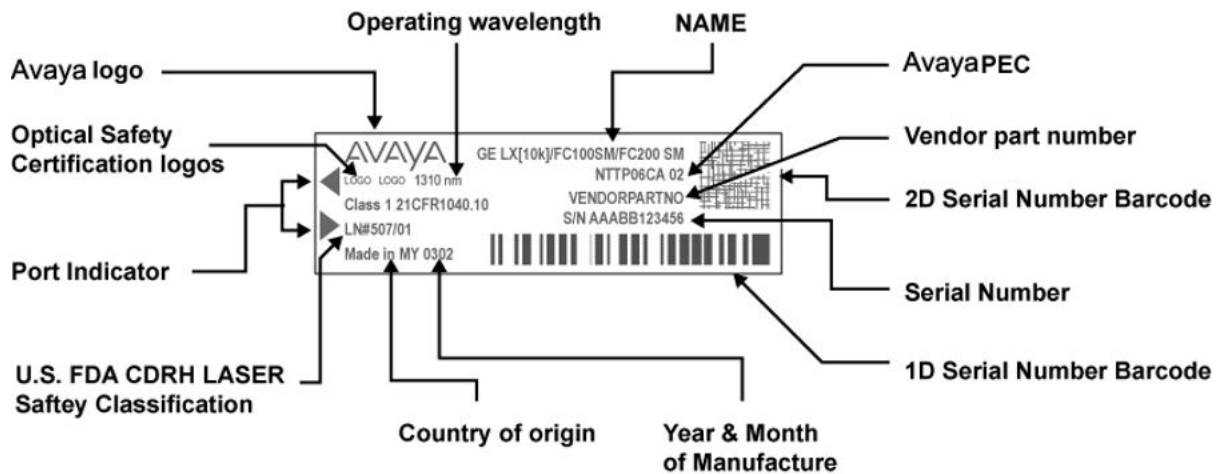 Operating wavelength
NAME
Avaya logo
AvayaPEC
Optical Safety
Certification logos
Vendor part number
2D Serial Number Barcode
Port Indicator
Serial Number
U.S. FDA CDRH LASER
Saftey Classification
1D Serial Number Barcode
Country of origin
Year & Month
of Manufacture
AVAYA
LOGO LOGO 1310 nm
Class 1 21CFR1040.10
LN#507/01
Made in MY 0302
GE LX[10k]/FC100SM/FC200 SM
NTTP06CA 02
VENDORPARTNO
S/N AAABB123456